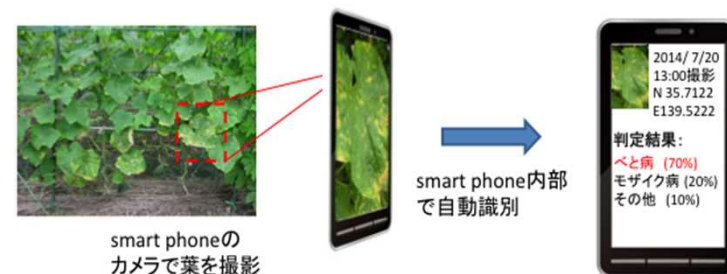 smart phoneの
カメラで葉を撮影
smart phone内部
で自動識別
2014/ 7/20
13:00撮影
N 35.7122
E139.5222
判定結果：
べと病 (70%)
モザイク病 (20%)
その他 (10%)